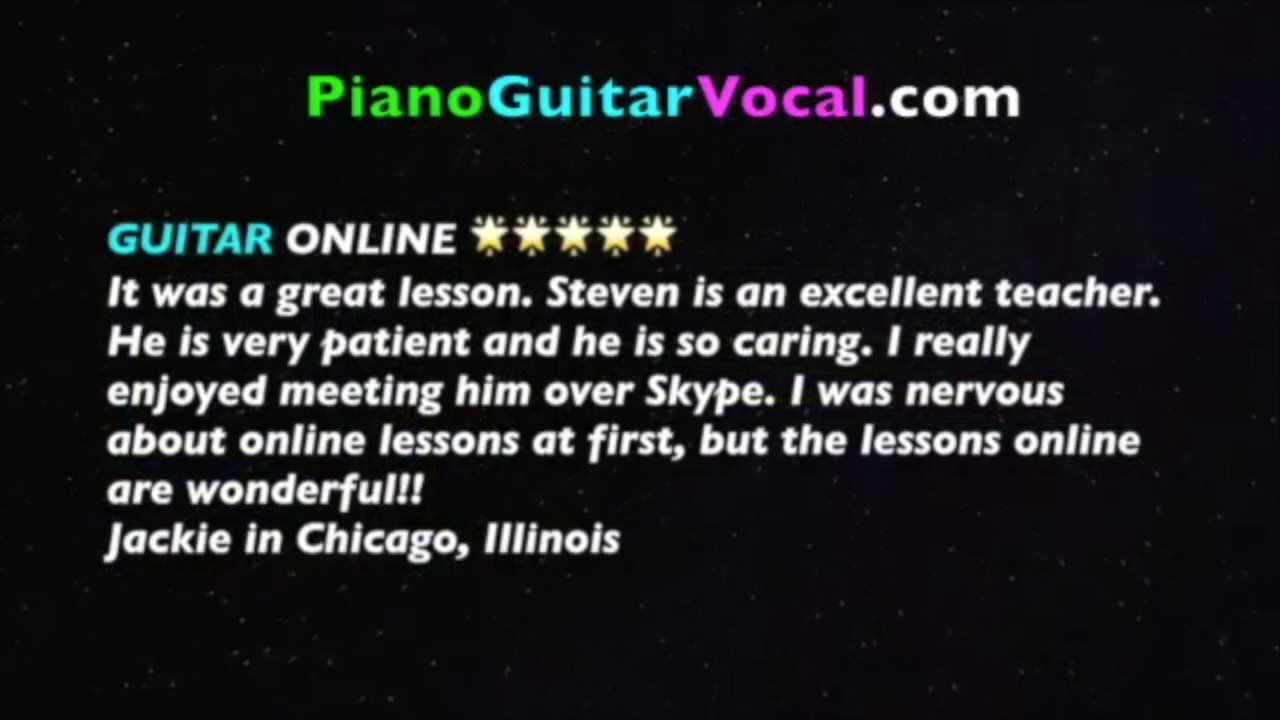 PianoGuitarVocal.com
GUITAR ONLINE 🌟🌟🌟🌟🌟
It was a great lesson. Steven is an excellent teacher.
He is very patient and he is so caring. I really
enjoyed meeting him over Skype. I was nervous
about online lessons at first, but the lessons online
are wonderful!!
Jackie in Chicago, Illinois